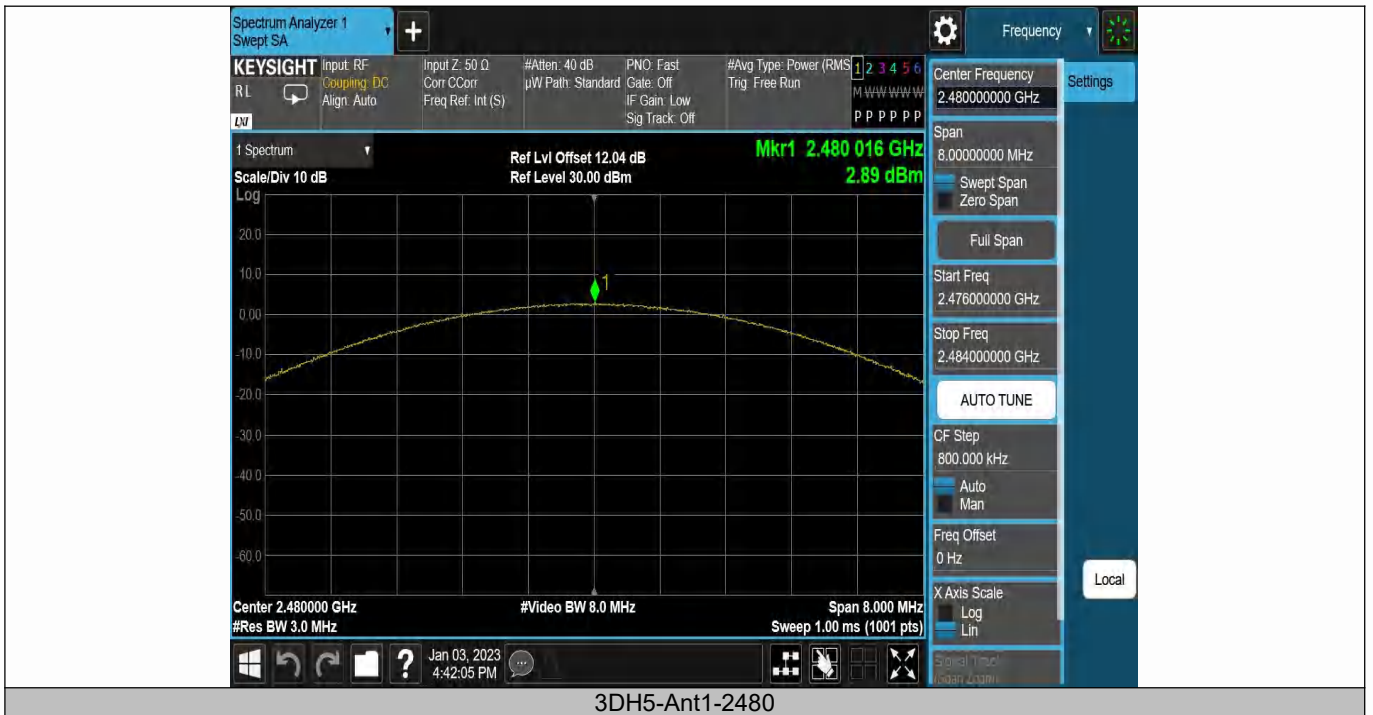 Spectrum Analyzer 1
Swept SA
+
Frequency
KEYSIGHT
RL
LXI
Input: RF
Coupling: DC
Align: Auto
Input Z: 50 Ω
Corr CCorr
Freq Ref: Int (S)
#Atten: 40 dB
µW Path: Standard
PNO: Fast
Gate: Off
IF Gain: Low
Sig Track: Off
#Avg Type: Power (RMS
Trig: Free Run
1 2 3 4 5 6
M W W W W W
P P P P P P
1 Spectrum
Scale/Div 10 dB
Ref Lvl Offset 12.04 dB
Ref Level 30.00 dBm
Mkr1 2.480 016 GHz
2.89 dBm
Log
20.0
10.0
0.00
-10.0
-20.0
-30.0
-40.0
-50.0
-60.0
1
Center 2.480000 GHz
#Res BW 3.0 MHz
#Video BW 8.0 MHz
Span 8.000 MHz
Sweep 1.00 ms (1001 pts)
Center Frequency
2.480000000 GHz
Settings
Span
8.00000000 MHz
Swept Span
Zero Span
Full Span
Start Freq
2.476000000 GHz
Stop Freq
2.484000000 GHz
AUTO TUNE
CF Step
800.000 kHz
Auto
Man
Freq Offset
0 Hz
X Axis Scale
Log
Lin
Signal Track
(Span Zoom)
Local
?
Jan 03, 2023
4:42:05 PM
3DH5-Ant1-2480